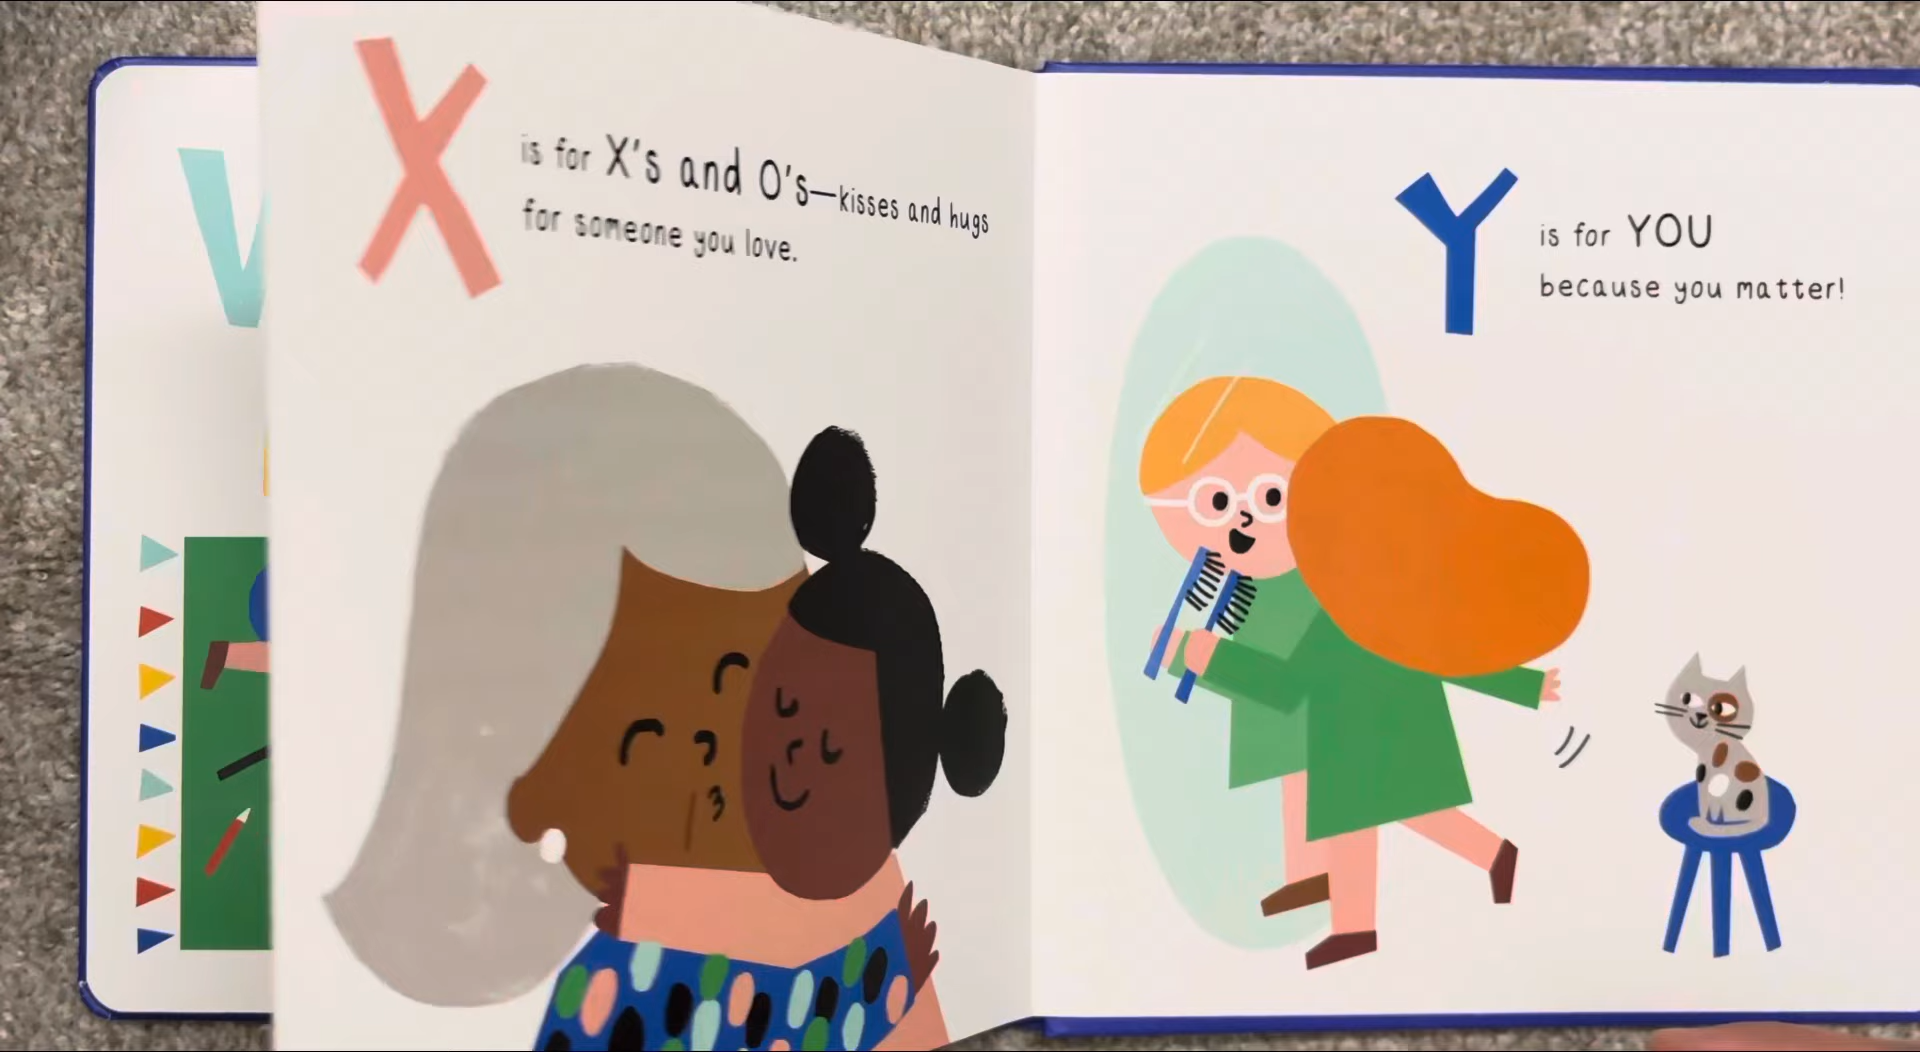 W
X
is for X's and O's—kisses and hugs
for someone you love.
Y
is for YOU
because you matter!